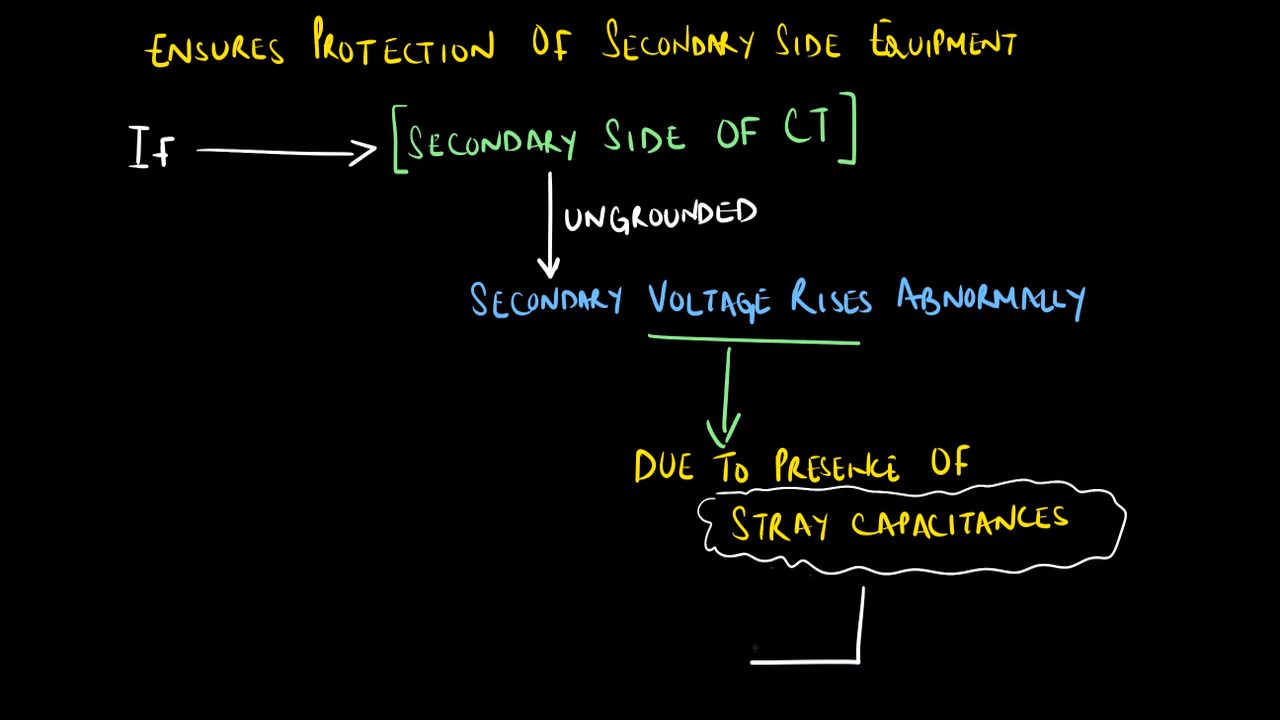 ENSURES PROTECTION OF SECONDARY SIDE EQUIPMENT
If [SECONDARY SIDE OF CT]
UNGROUNDED
SECONDARY VOLTAGE RISES ABNORMALLY
DUE TO PRESENCE OF
STRAY CAPACITANCES